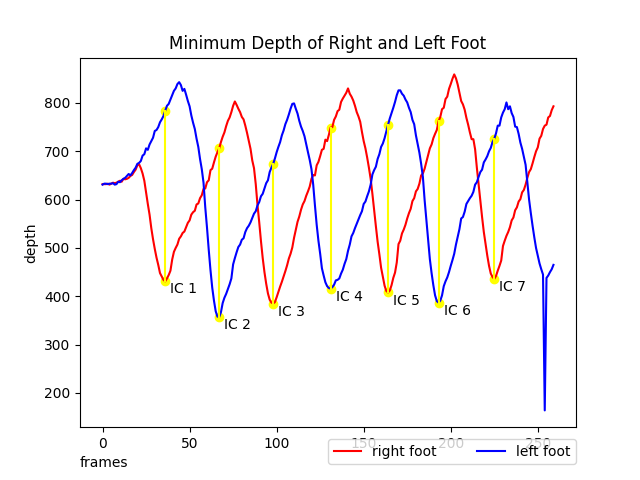 Minimum Depth of Right and Left Foot
800
700
600
500
400
300
200
depth
IC 1
IC 2
IC 3
IC 4
IC 5
IC 6
IC 7
0 50 100 150 200 250
frames
right foot left foot